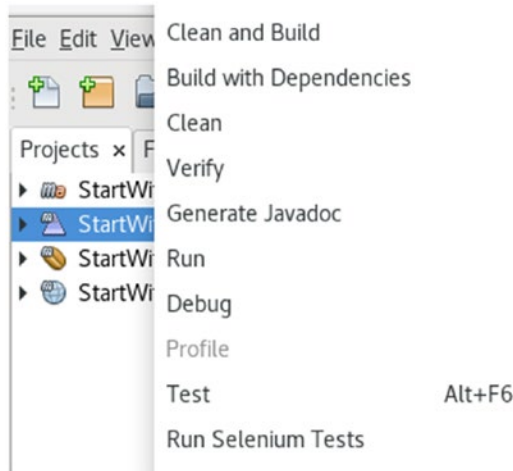 File Edit View
Projects × F
StartWi
StartWi
StartWi
StartWi
Clean and Build
Build with Dependencies
Clean
Verify
Generate Javadoc
Run
Debug
Profile
Test Alt+F6
Run Selenium Tests